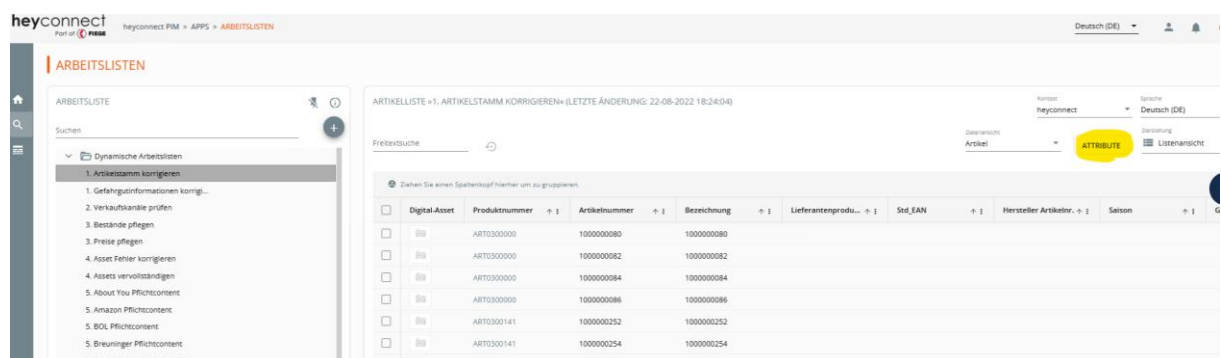 heyconnect
Part of FIEGE
heyconnect PIM > APPS > ARBEITSLISTEN
Deutsch (DE)
ARBEITSLISTEN
ARBEITSLISTE
Suchen
Dynamische Arbeitslisten
1. Artikelstamm korrigieren
1. Gefahrgutinformationen korrigi...
2. Verkaufskanäle prüfen
3. Bestände pflegen
3. Preise pflegen
4. Asset Fehler korrigieren
4. Assets vervollständigen
5. About You Pflichtcontent
5. Amazon Pflichtcontent
5. BOL Pflichtcontent
5. Breuninger Pflichtcontent
ARTIKELLISTE »1. ARTIKELSTAMM KORRIGIEREN« (LETZTE ÄNDERUNG: 22-08-2022 18:24:04)
Kontext
heyconnect
Sprache
Deutsch (DE)
Freitextsuche
Datenansicht
Artikel
ATTRIBUTE
Darstellung
Listenansicht
Ziehen Sie einen Spaltenkopf hierher um zu gruppieren.
Digital-Asset Produktnummer Artikelnummer Bezeichnung Lieferantenprodu... Std_EAN Hersteller Artikelnr. Saison G
ART0300000 1000000080 1000000080
ART0300000 1000000082 1000000082
ART0300000 1000000084 1000000084
ART0300000 1000000086 1000000086
ART0300141 1000000252 1000000252
ART0300141 1000000254 1000000254